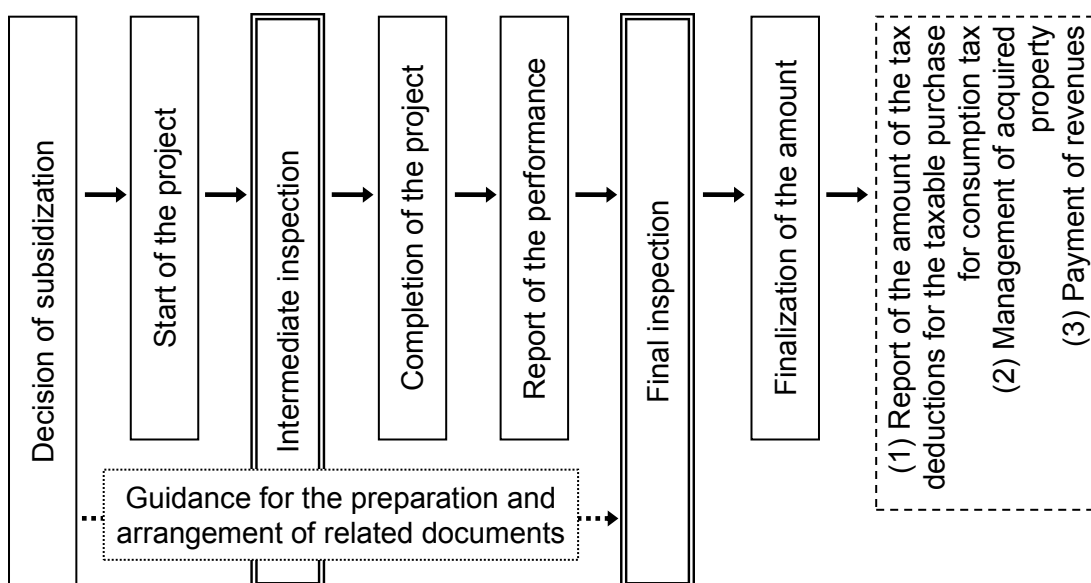 Decision of subsidization
Start of the project
Intermediate inspection
Completion of the project
Report of the performance
Final inspection
Finalization of the amount
(1) Report of the amount of the tax
deductions for the taxable purchase
for consumption tax
(2) Management of acquired
property
(3) Payment of revenues
Guidance for the preparation and
arrangement of related documents